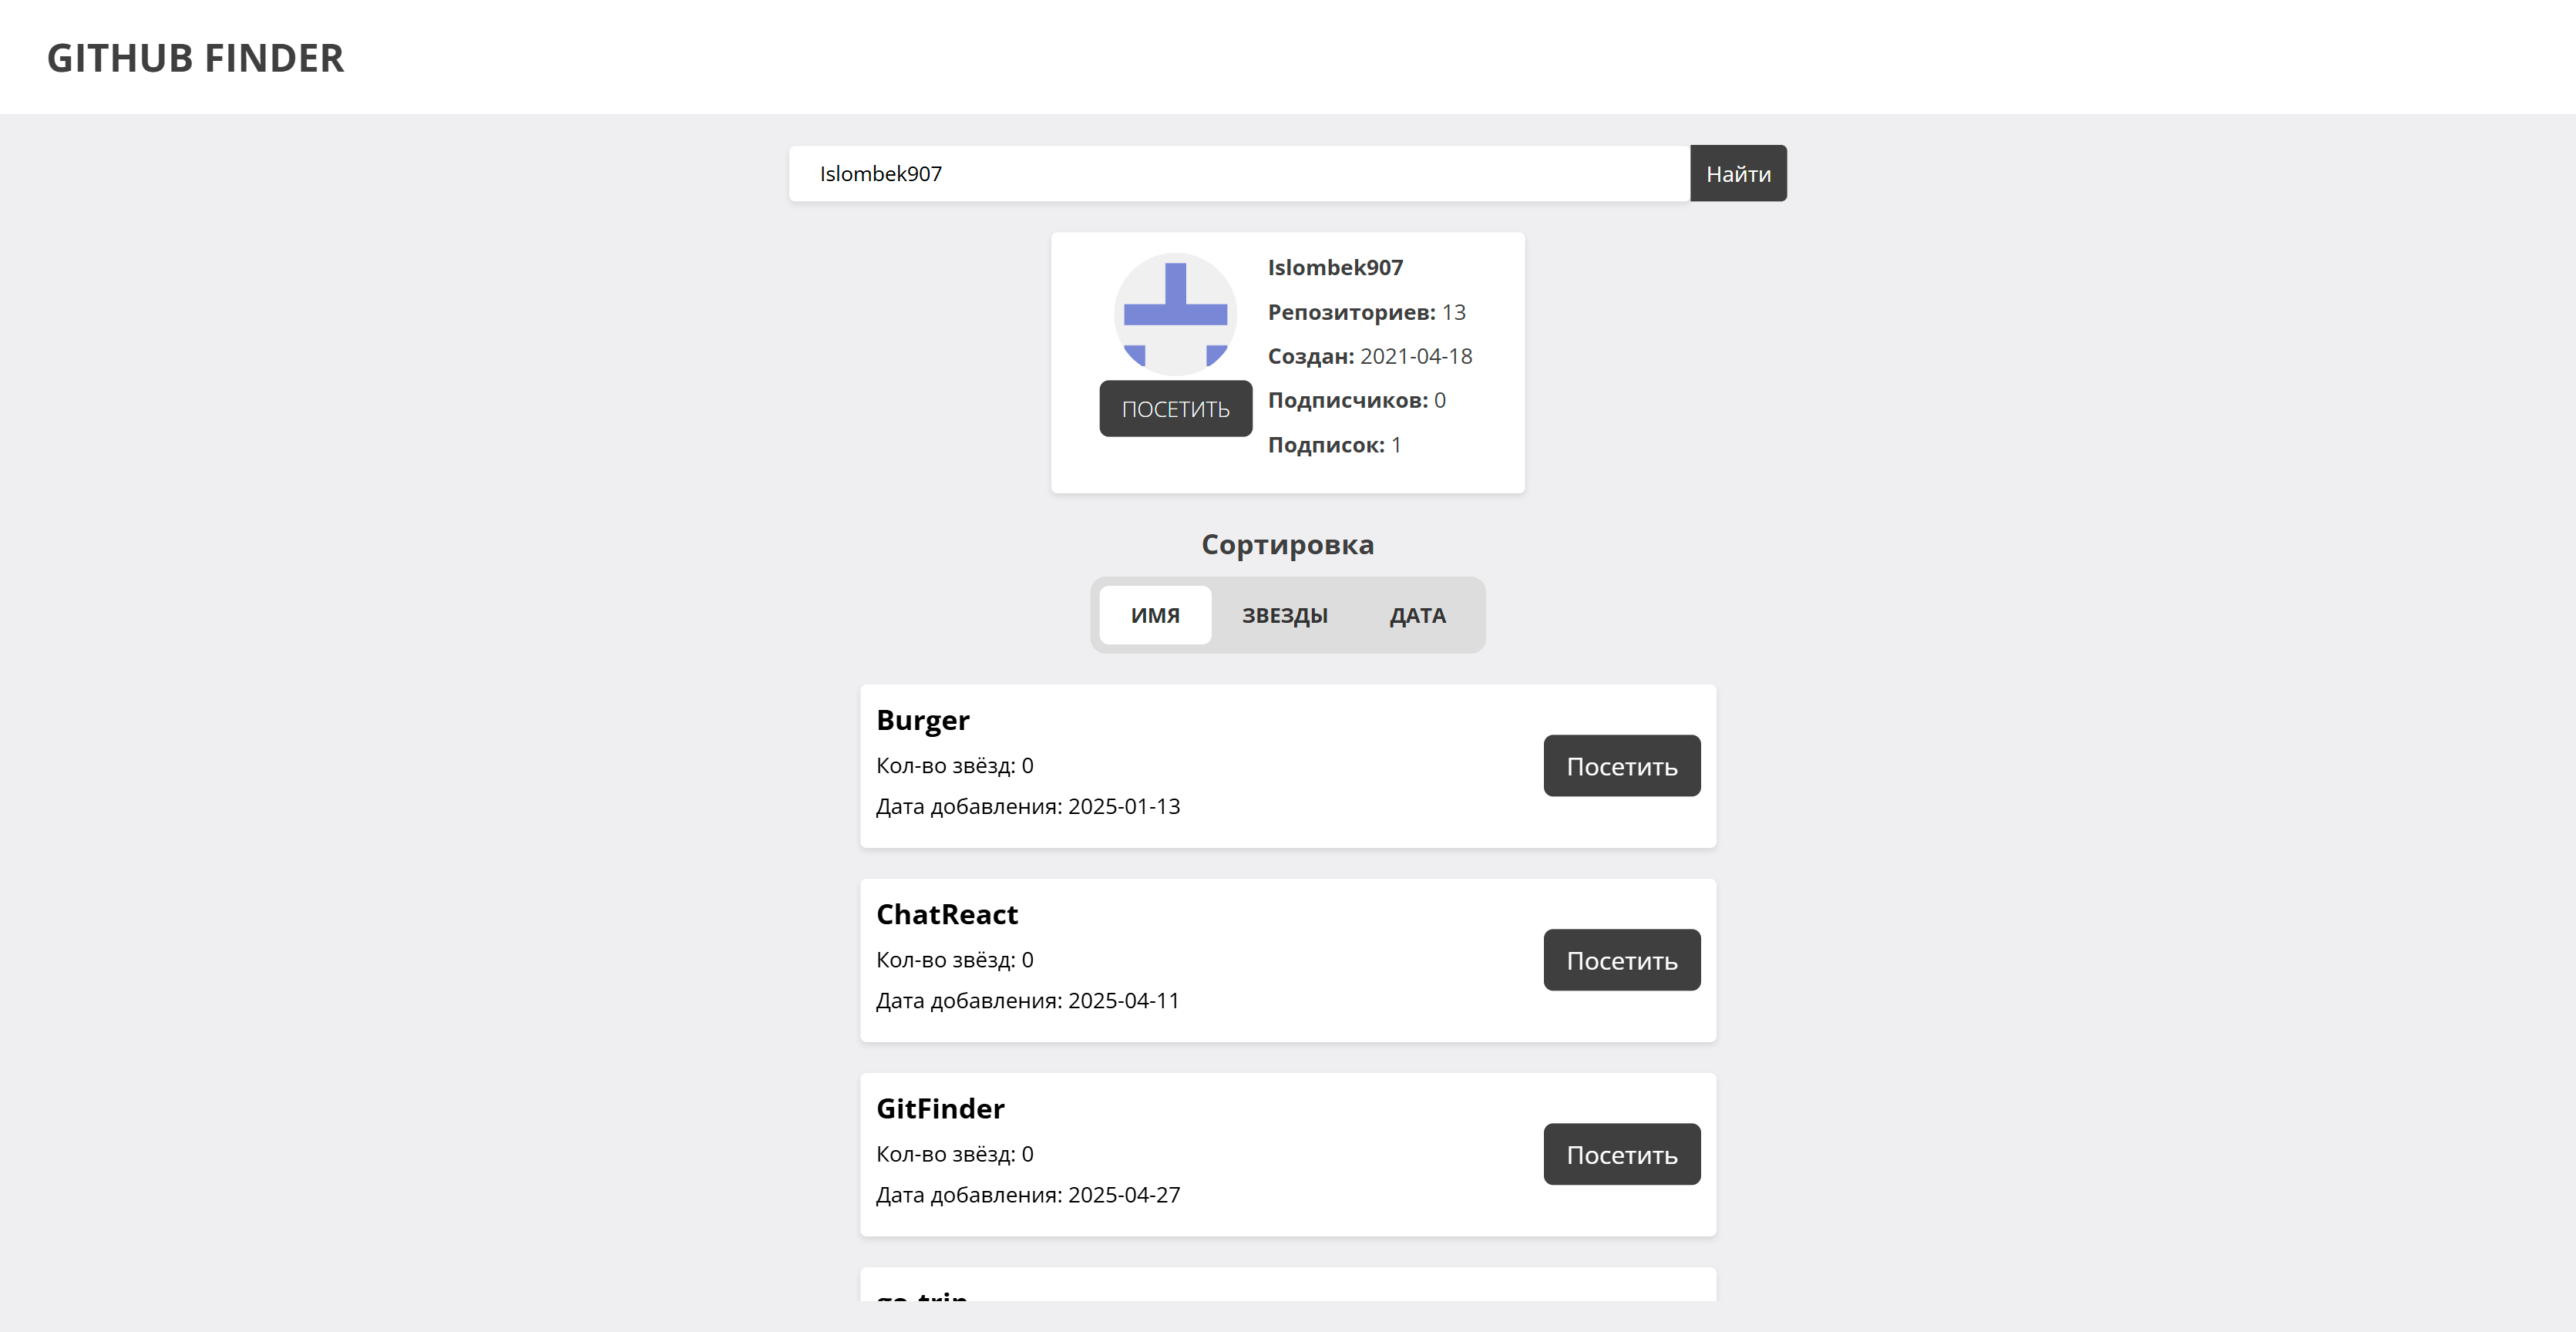 GITHUB FINDER
Islombek907
Найти
Islombek907
Репозиториев: 13
Создан: 2021-04-18
Подписчиков: 0
Подписок: 1
ПОСЕТИТЬ
Сортировка
ИМЯ ЗВЕЗДЫ ДАТА
Burger
Кол-во звёзд: 0
Дата добавления: 2025-01-13
Посетить
ChatReact
Кол-во звёзд: 0
Дата добавления: 2025-04-11
Посетить
GitFinder
Кол-во звёзд: 0
Дата добавления: 2025-04-27
Посетить